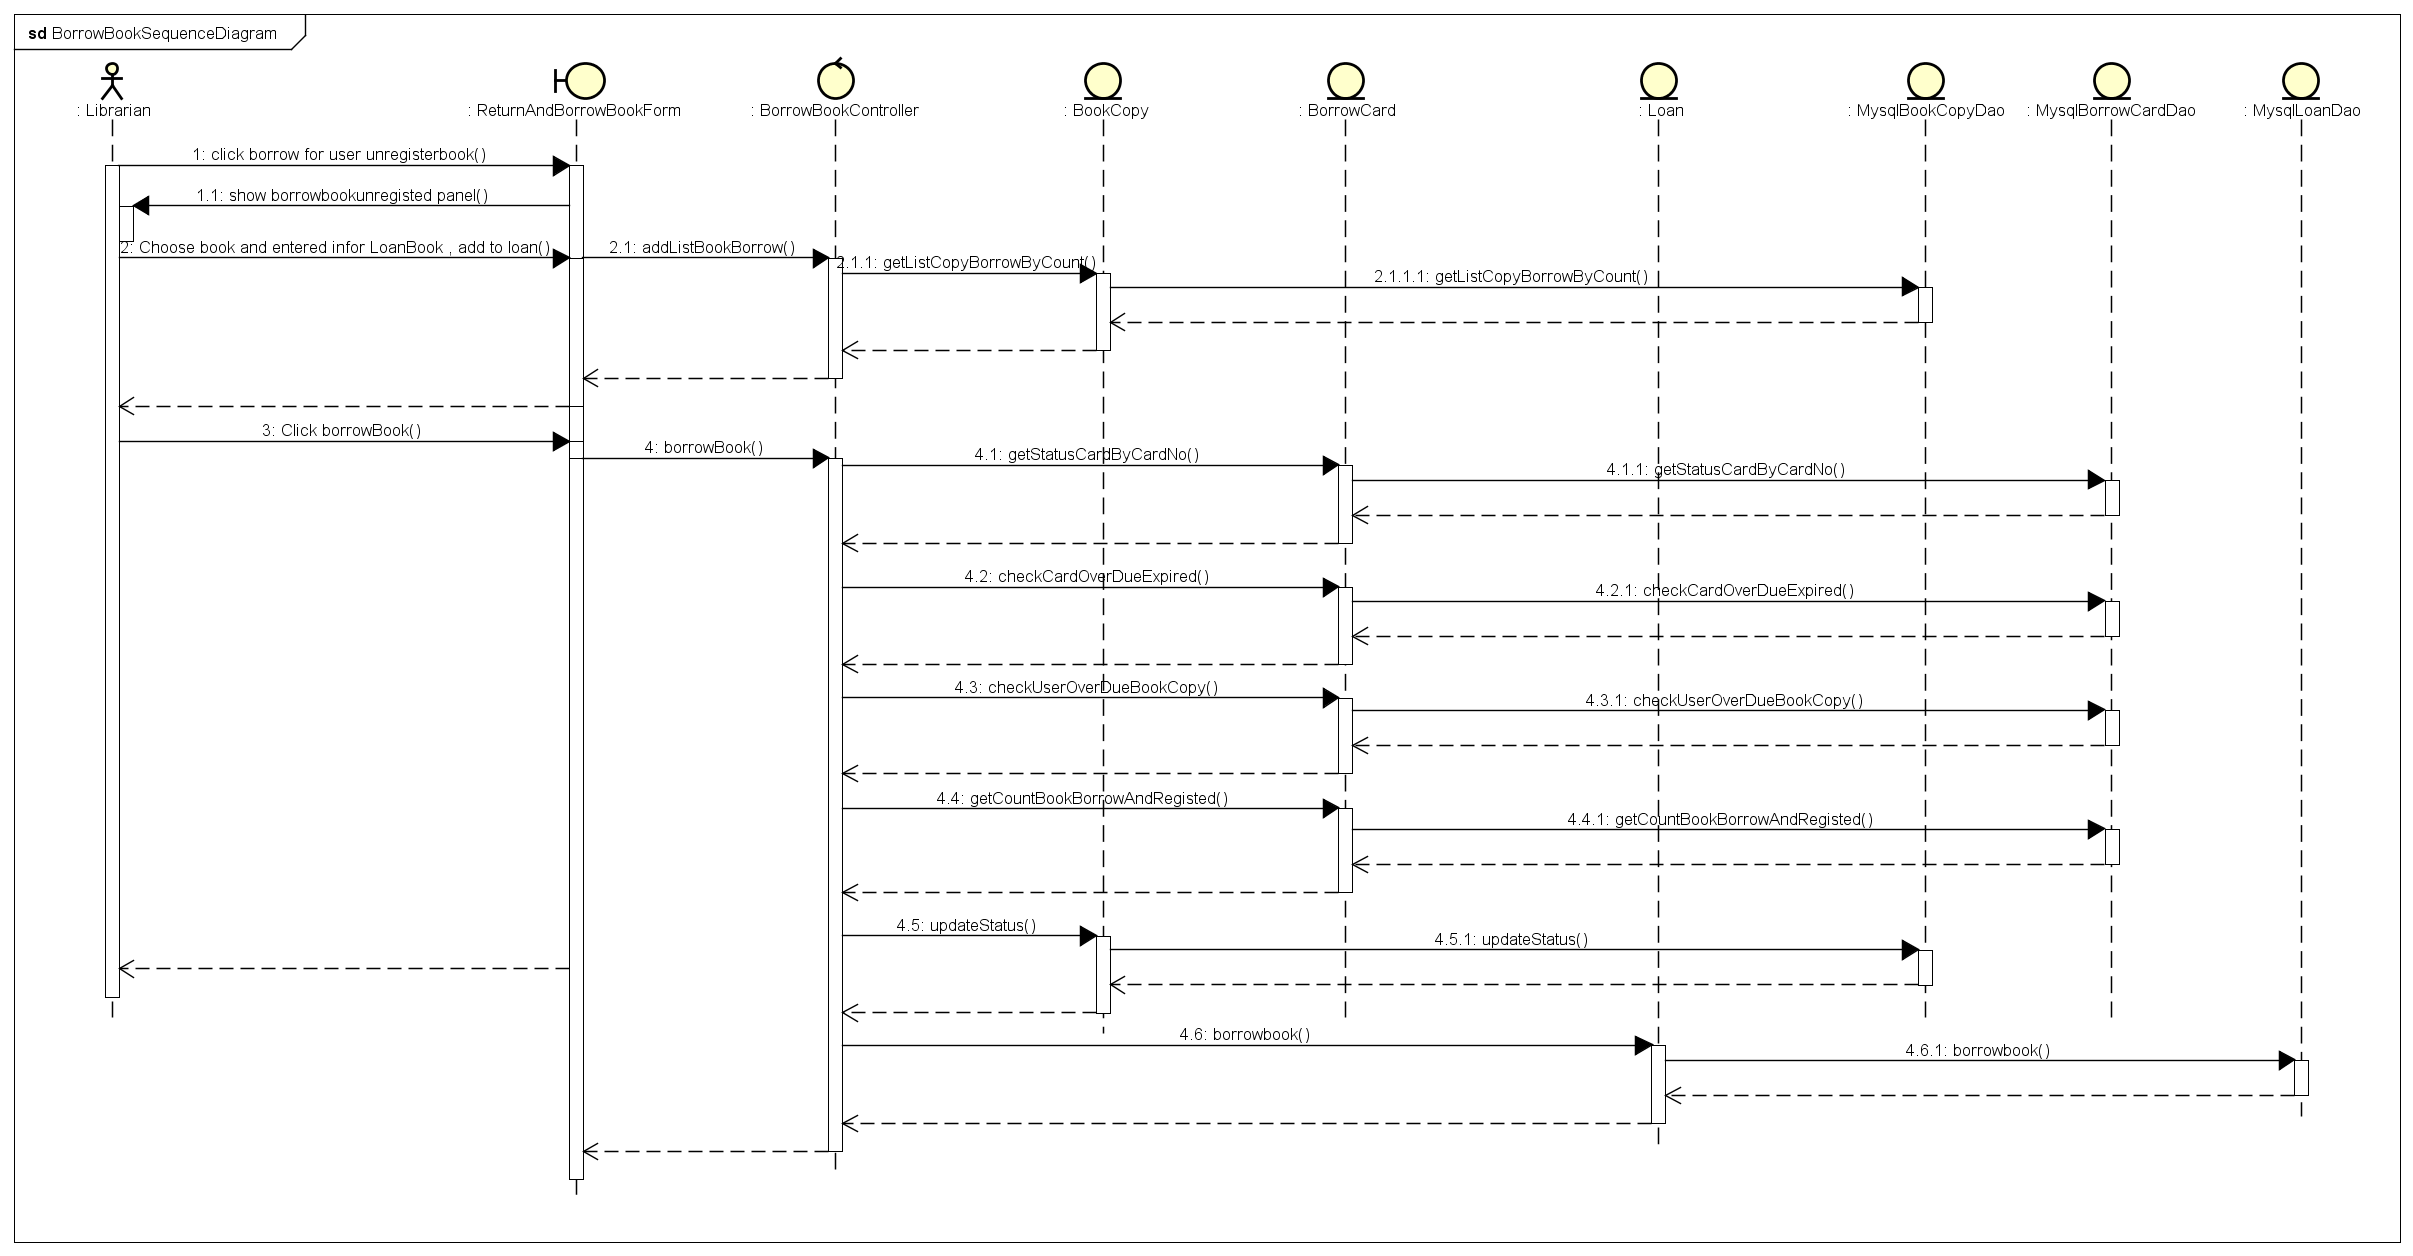 sd BorrowBookSequenceDiagram
: Librarian
: ReturnAndBorrowBookForm
: BorrowBookController
: BookCopy
: BorrowCard
: Loan
: MysqlBookCopyDao
: MysqlBorrowCardDao
: MysqlLoanDao
1: click borrow for user unregisterbook()
1.1: show borrowbookunregisted panel()
2: Choose book and entered infor LoanBook , add to loan()
2.1: addListBookBorrow()
2.1.1: getListCopyBorrowByCount()
2.1.1.1: getListCopyBorrowByCount()
3: Click borrowBook()
4: borrowBook()
4.1: getStatusCardByCardNo()
4.1.1: getStatusCardByCardNo()
4.2: checkCardOverDueExpired()
4.2.1: checkCardOverDueExpired()
4.3: checkUserOverDueBookCopy()
4.3.1: checkUserOverDueBookCopy()
4.4: getCountBookBorrowAndRegisted()
4.4.1: getCountBookBorrowAndRegisted()
4.5: updateStatus()
4.5.1: updateStatus()
4.6: borrowbook()
4.6.1: borrowbook()